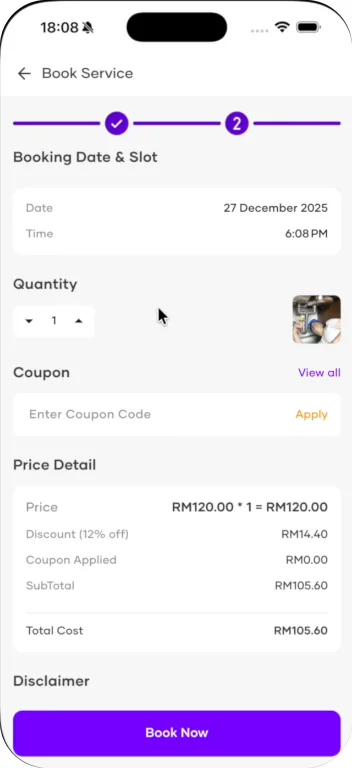 18:08
Book Service
2
Booking Date & Slot
Date 27 December 2025
Time 6:08 PM
Quantity
1
Coupon View all
Enter Coupon Code Apply
Price Detail
Price RM120.00 * 1 = RM120.00
Discount (12% off) RM14.40
Coupon Applied RM0.00
SubTotal RM105.60
Total Cost RM105.60
Disclaimer
Book Now